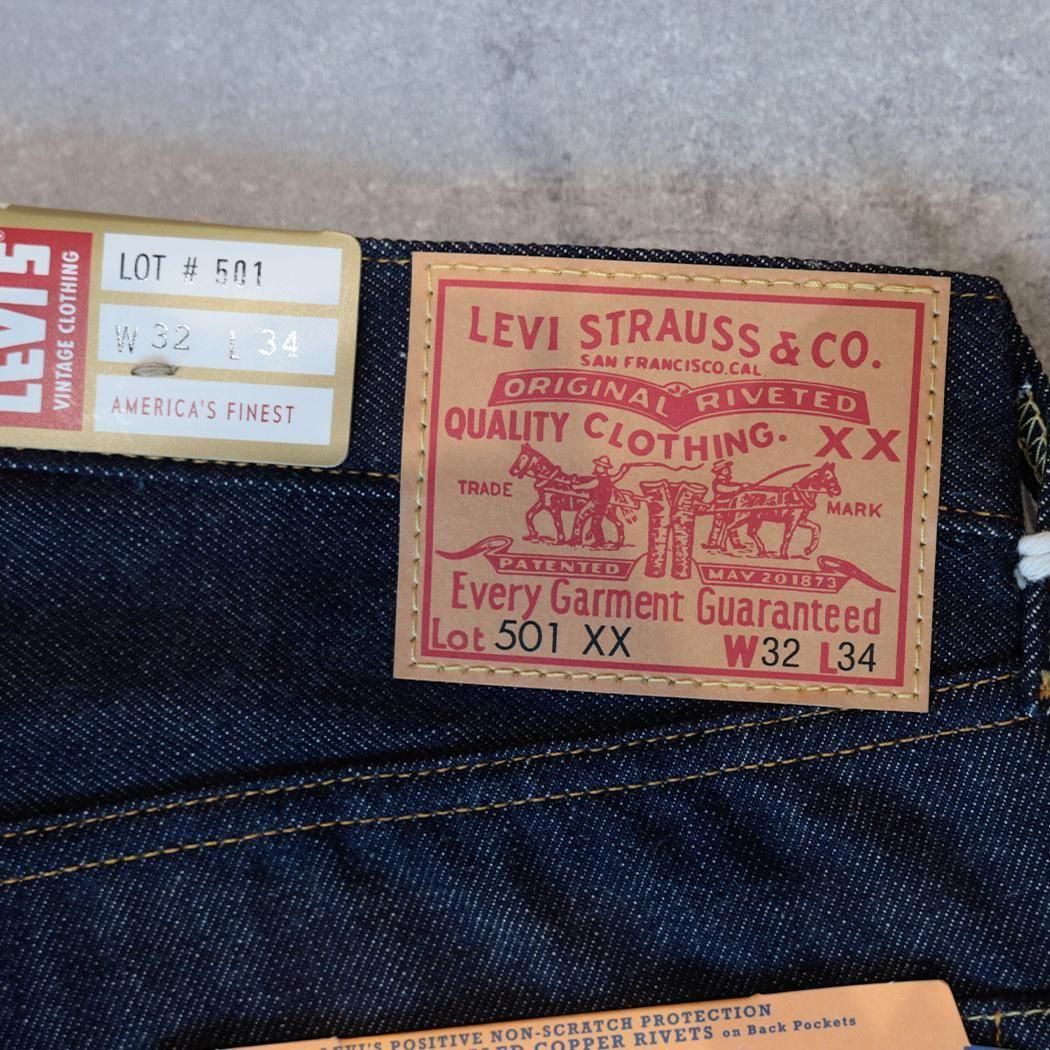 LEVI'S
VINTAGE CLOTHING
LOT # 501
W 32 L 34
AMERICA'S FINEST
LEVI STRAUSS & CO.
SAN FRANCISCO, CAL.
ORIGINAL RIVETED
QUALITY CLOTHING. XX
TRADE MARK
PATENTED MAY 20 1873
Every Garment Guaranteed
Lot 501 XX W32 L34
LEVI'S POSITIVE NON-SCRATCH PROTECTION
COPPER RIVETS on Back Pockets